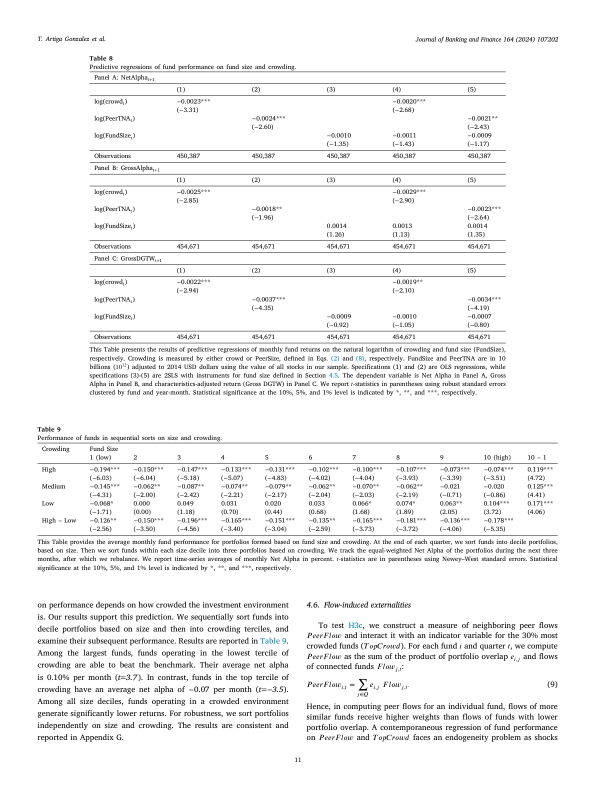 T. Artiga Gonzalez et al.
Journal of Banking and Finance 164 (2024) 107202
Table 8
Predictive regressions of fund performance on fund size and crowding.
Panel A: NetAlpha_{t+1}
(1) (2) (3) (4) (5)
log(crowd_t) −0.0023*** −0.0020***
(−3.31) (−2.68)
log(PeerTNA_t) −0.0024*** −0.0021**
(−2.60) (−2.43)
log(FundSize_t) −0.0010 −0.0011 −0.0009
(−1.35) (−1.43) (−1.17)
Observations 450,387 450,387 450,387 450,387 450,387
Panel B: GrossAlpha_{t+1}
(1) (2) (3) (4) (5)
log(crowd_t) −0.0025*** −0.0029***
(−2.85) (−2.90)
log(PeerTNA_t) −0.0018** −0.0023***
(−1.96) (−2.64)
log(FundSize_t) 0.0014 0.0013 0.0014
(1.26) (1.13) (1.35)
Observations 454,671 454,671 454,671 454,671 454,671
Panel C: GrossDGTW_{t+1}
(1) (2) (3) (4) (5)
log(crowd_t) −0.0022*** −0.0019**
(−2.94) (−2.10)
log(PeerTNA_t) −0.0037*** −0.0034***
(−4.35) (−4.19)
log(FundSize_t) −0.0009 −0.0010 −0.0007
(−0.92) (−1.05) (−0.80)
Observations 454,671 454,671 454,671 454,671 454,671
This Table presents the results of predictive regressions of monthly fund returns on the natural logarithm of crowding and fund size (FundSize),
respectively. Crowding is measured by either crowd or PeerSize, defined in Eqs. (2) and (8), respectively. FundSize and PeerTNA are in 10
billions (10¹⁰) adjusted to 2014 USD dollars using the value of all stocks in our sample. Specifications (1) and (2) are OLS regressions, while
specifications (3)-(5) are 2SLS with instruments for fund size defined in Section 4.5. The dependent variable is Net Alpha in Panel A, Gross
Alpha in Panel B, and characteristics-adjusted return (Gross DGTW) in Panel C. We report t-statistics in parentheses using robust standard errors
clustered by fund and year-month. Statistical significance at the 10%, 5%, and 1% level is indicated by *, **, and ***, respectively.
Table 9
Performance of funds in sequential sorts on size and crowding.
Crowding Fund Size
1 (low) 2 3 4 5 6 7 8 9 10 (high) 10 − 1
High −0.194*** −0.150*** −0.147*** −0.133*** −0.131*** −0.102*** −0.100*** −0.107*** −0.073*** −0.074*** 0.119***
(−6.03) (−6.04) (−5.18) (−5.07) (−4.83) (−4.02) (−4.04) (−3.93) (−3.39) (−3.51) (4.72)
Medium −0.145*** −0.062** −0.087** −0.074** −0.079** −0.062** −0.070** −0.062** −0.021 −0.020 0.125***
(−4.31) (−2.00) (−2.42) (−2.21) (−2.17) (−2.04) (−2.03) (−2.19) (−0.71) (−0.86) (4.41)
Low −0.068* 0.000 0.049 0.031 0.020 0.033 0.066* 0.074* 0.063** 0.104*** 0.171***
(−1.71) (0.00) (1.18) (0.70) (0.44) (0.68) (1.68) (1.89) (2.05) (3.72) (4.06)
High − Low −0.126** −0.150*** −0.196*** −0.165*** −0.151*** −0.135** −0.165*** −0.181*** −0.136*** −0.178***
(−2.56) (−3.50) (−4.56) (−3.40) (−3.04) (−2.59) (−3.73) (−3.72) (−4.06) (−5.35)
This Table provides the average monthly fund performance for portfolios formed based on fund size and crowding. At the end of each quarter, we sort funds into decile portfolios,
based on size. Then we sort funds within each size decile into three portfolios based on crowding. We track the equal-weighted Net Alpha of the portfolios during the next three
months, after which we rebalance. We report time-series averages of monthly Net Alpha in percent. t-statistics are in parentheses with Newey–West standard errors. Statistical
significance at the 10%, 5%, and 1% level is indicated by *, **, and ***, respectively.
on performance depends on how crowded the investment environment
is. Our results support this prediction. We sequentially sort funds into
decile portfolios based on size and then into crowding terciles, and
examine their subsequent performance. Results are reported in Table 9.
Among the largest funds, funds operating in the lowest tercile of
crowding are able to beat the benchmark. Their average net alpha
is 0.10% per month (t=3.7). In contrast, funds in the top tercile of
crowding have an average net alpha of −0.07 per month (t=−3.5).
Among all size deciles, funds operating in a crowded environment
generate significantly lower returns. For robustness, we sort portfolios
independently on size and crowding. The results are consistent and
reported in Appendix G.
4.6. Flow-induced externalities
To test H3c, we construct a measure of neighboring peer flows
PeerFlow and interact it with an indicator variable for the 30% most
crowded funds (TopCrowd). For each fund i and quarter t, we compute
PeerFlow as the sum of the product of portfolio overlap e_{i,j} and flows
of connected funds Flow_{j,t}:
PeerFlow_{i,t} = ∑_{j∈Q} e_{i,j} Flow_{j,t}. (9)
Hence, in computing peer flows for an individual fund, flows of more
similar funds receive higher weights than flows of funds with lower
portfolio overlap. A contemporaneous regression of fund performance
on PeerFlow and TopCrowd faces an endogeneity problem as shocks
11